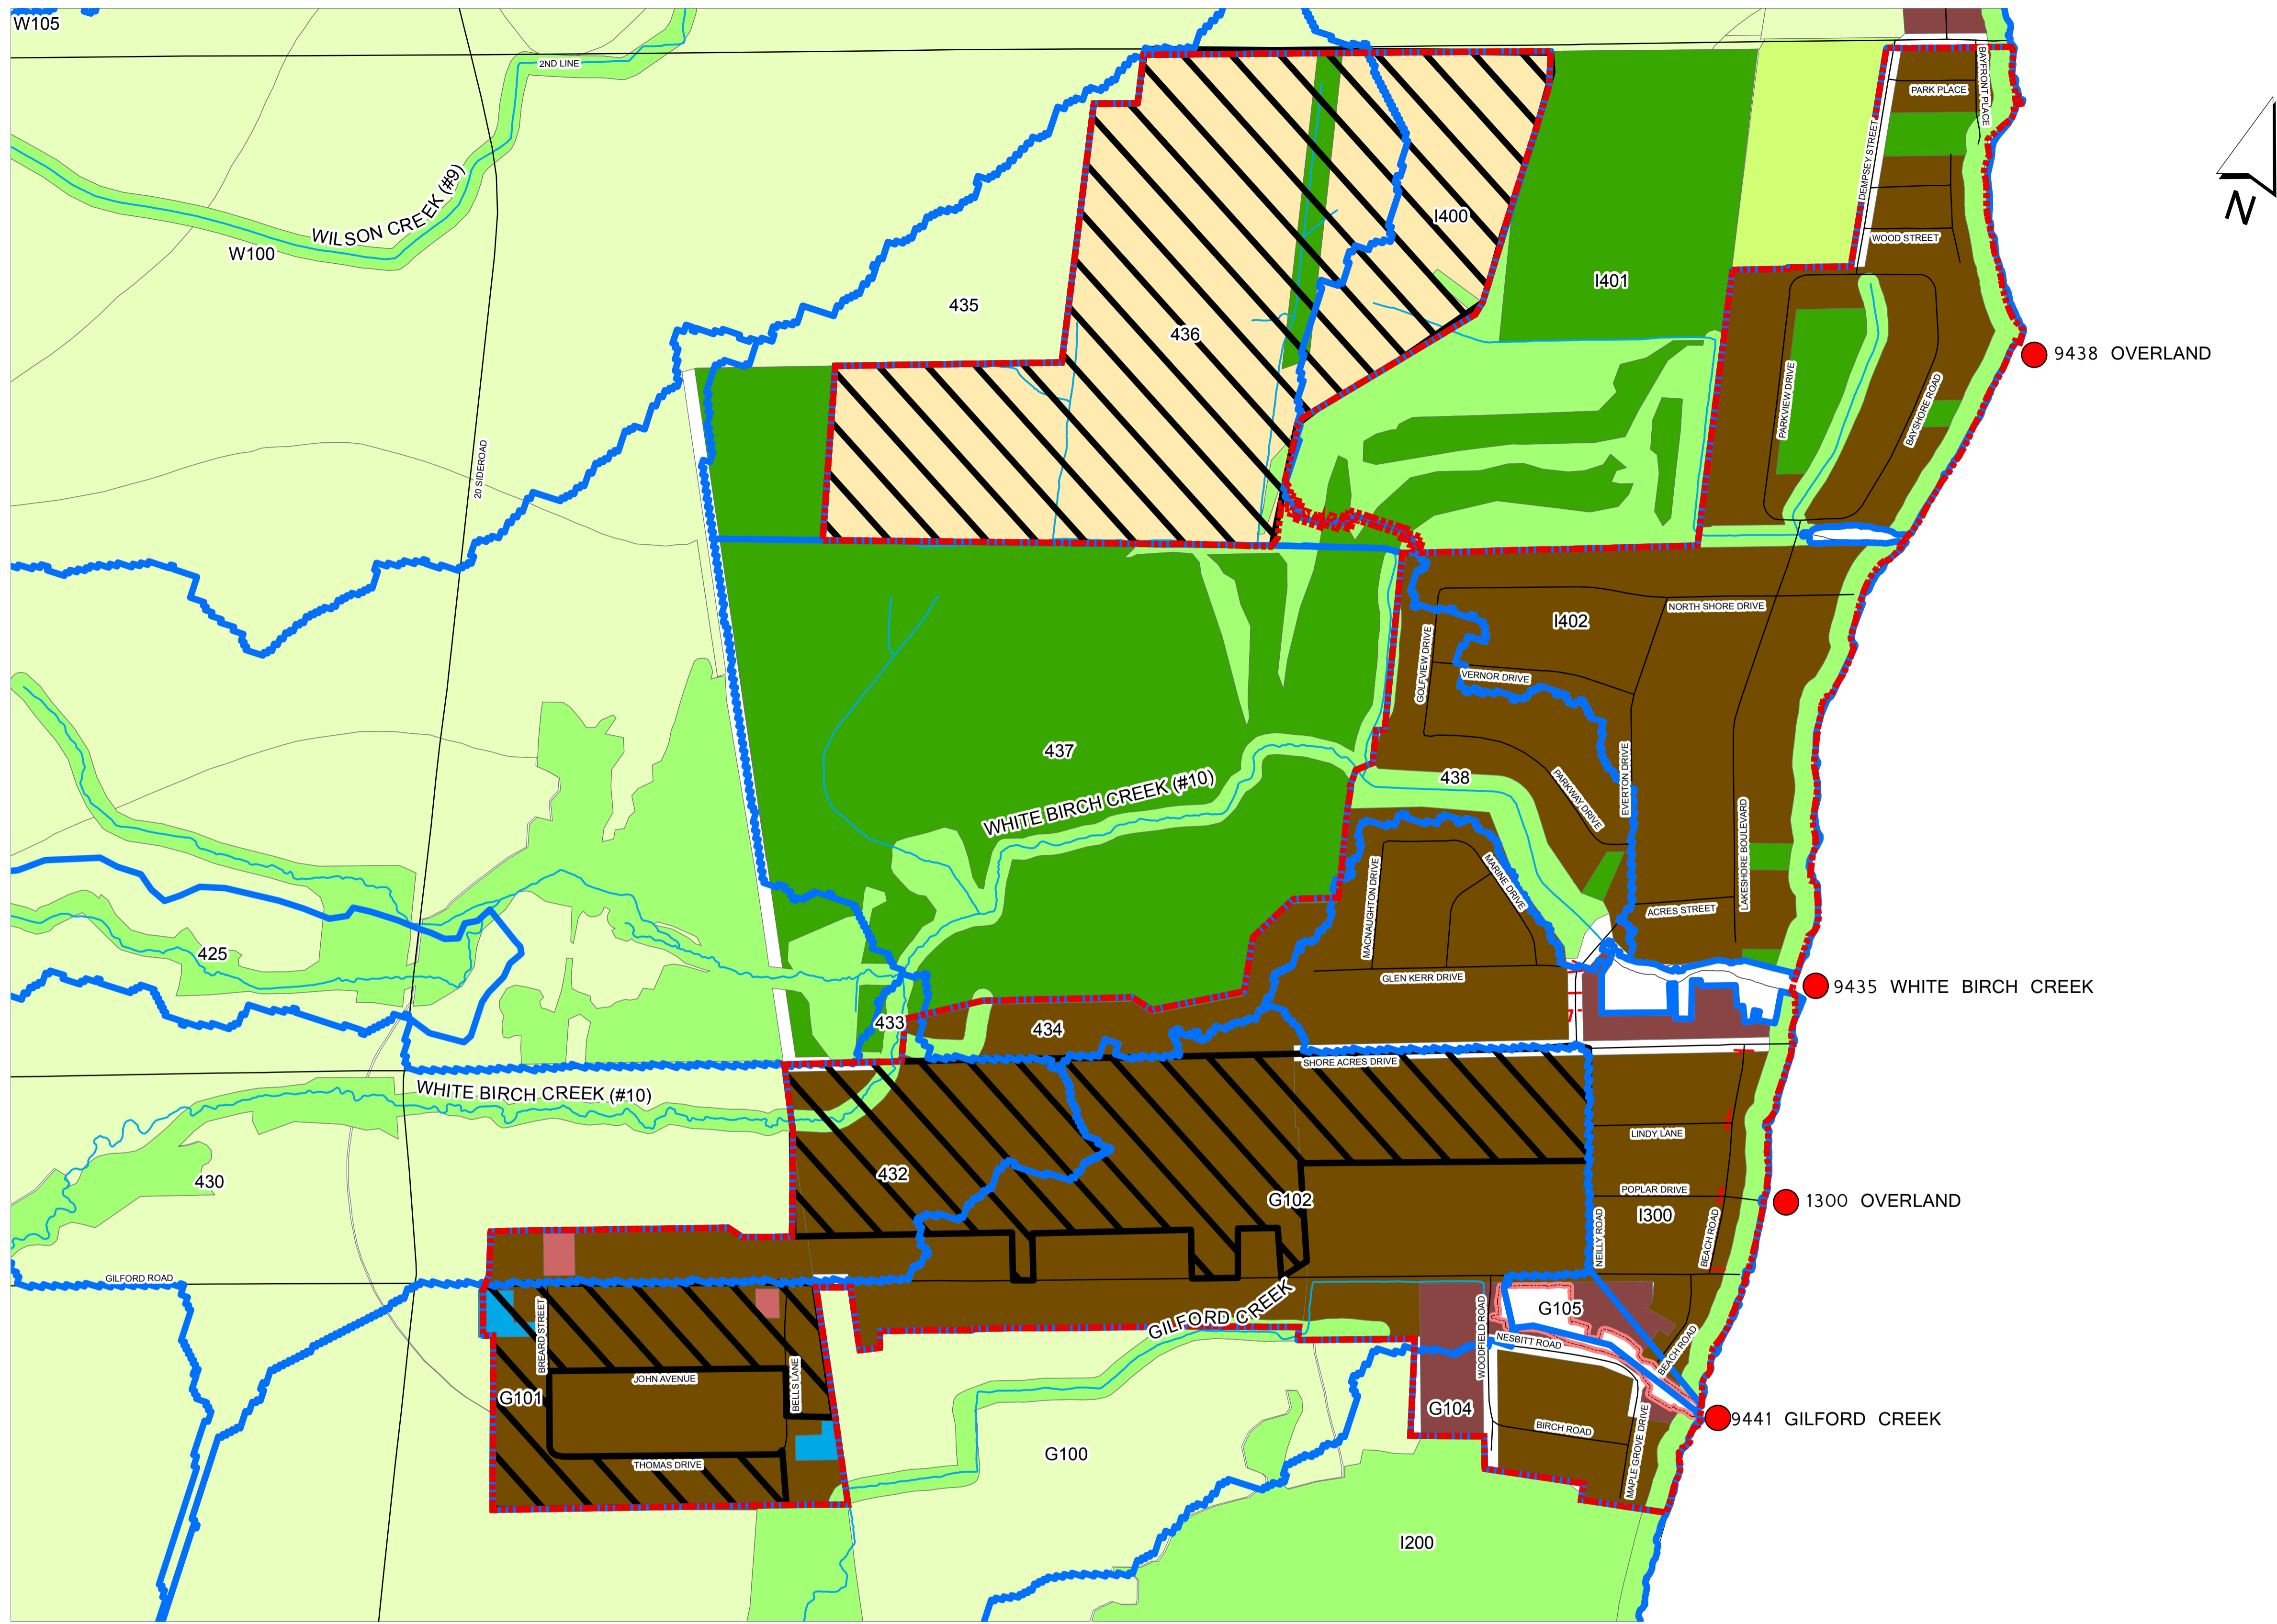 W105
2ND LINE
BAYFRONT PLACE
PARK PLACE
DEMPSEY STREET
WILSON CREEK (#9)
W100
I400
WOOD STREET
N
435
436
I401
9438 OVERLAND
PARKVIEW DRIVE
BAYSHORE ROAD
20 SIDEROAD
NORTH SHORE DRIVE
I402
GOLFVIEW DRIVE
VERNOR DRIVE
437
438
EVERTON DRIVE
PARKWAY DRIVE
WHITE BIRCH CREEK (#10)
LAKESHORE BOULEVARD
MACNAUGHTON DRIVE
MARINE DRIVE
ACRES STREET
425
GLEN KERR DRIVE
9435 WHITE BIRCH CREEK
433
434
SHORE ACRES DRIVE
WHITE BIRCH CREEK (#10)
LINDY LANE
430
432
G102
POPLAR DRIVE
I300
1300 OVERLAND
NEILLY ROAD
BEACH ROAD
GILFORD ROAD
GILFORD CREEK
G105
BREARD STREET
WOODFIELD ROAD
NESBITT ROAD
BEACH ROAD
JOHN AVENUE
BELLS LANE
G101
G104
9441 GILFORD CREEK
BIRCH ROAD
MAPLE GROVE DRIVE
G100
THOMAS DRIVE
I200